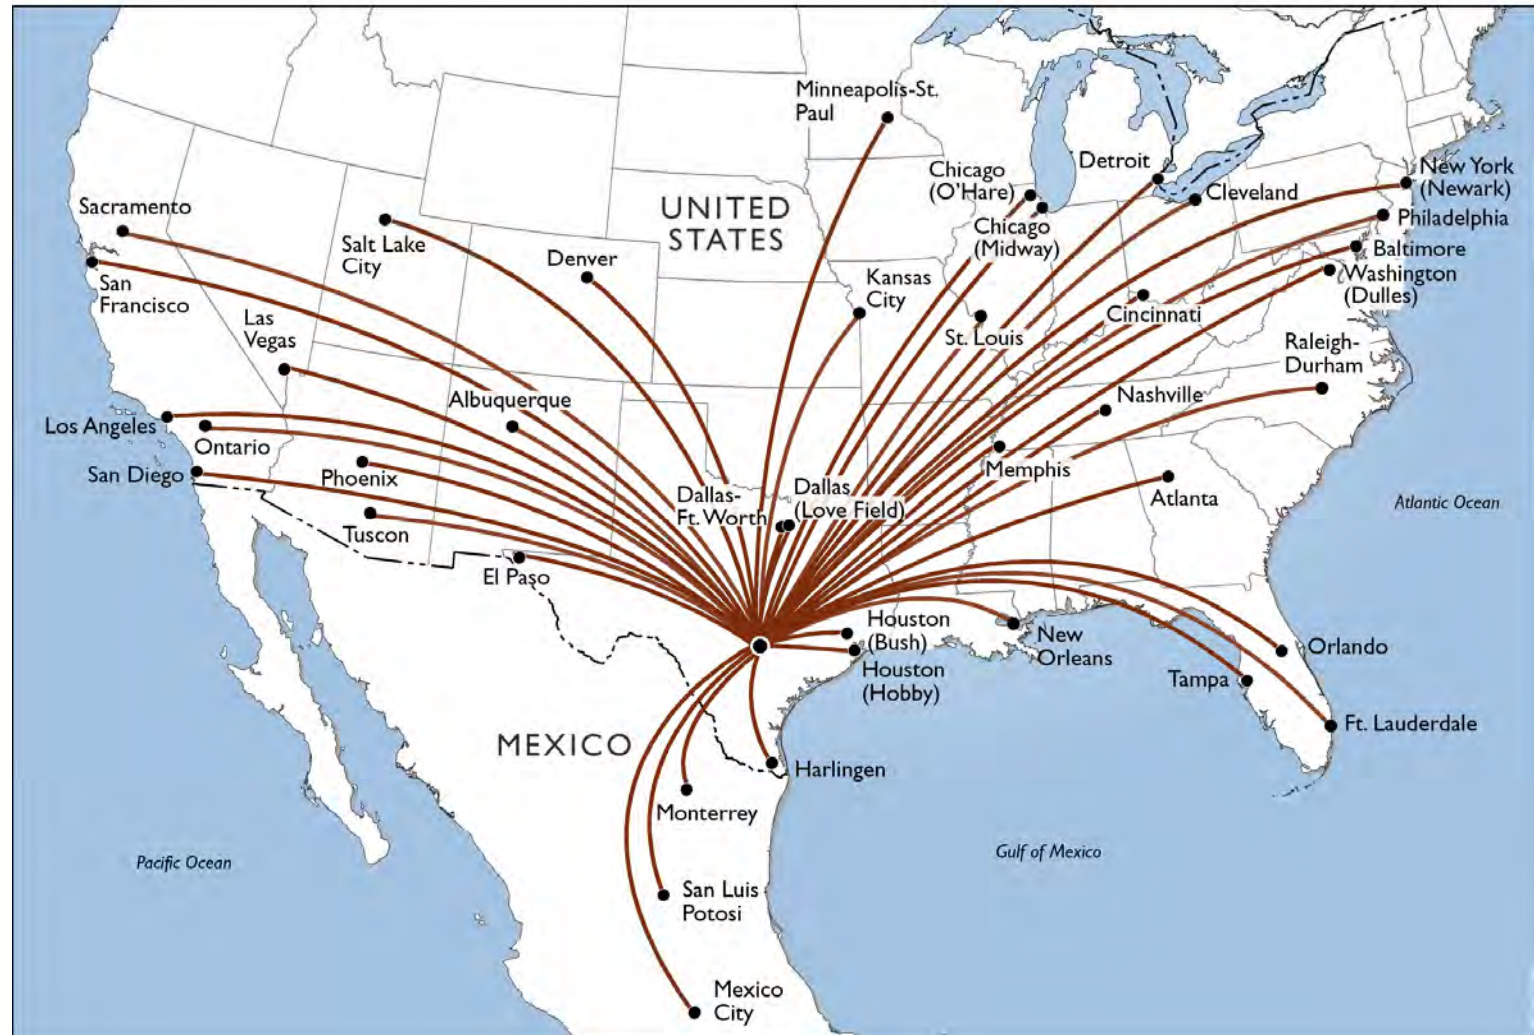 Minneapolis-St.
Paul
Detroit
New York
(Newark)
Chicago
(O'Hare)
Cleveland
Sacramento
UNITED
STATES
Philadelphia
Chicago
(Midway)
Salt Lake
City
Denver
Baltimore
Kansas
City
Washington
(Dulles)
San
Francisco
Las
Vegas
Cincinnati
St. Louis
Raleigh-
Durham
Albuquerque
Nashville
Los Angeles
Ontario
San Diego
Phoenix
Memphis
Dallas-
Ft. Worth
Dallas
(Love Field)
Atlanta
Atlantic Ocean
Tuscon
El Paso
Houston
(Bush)
New
Orleans
Orlando
Houston
(Hobby)
Tampa
Ft. Lauderdale
MEXICO
Harlingen
Monterrey
Pacific Ocean
Gulf of Mexico
San Luis
Potosi
Mexico
City